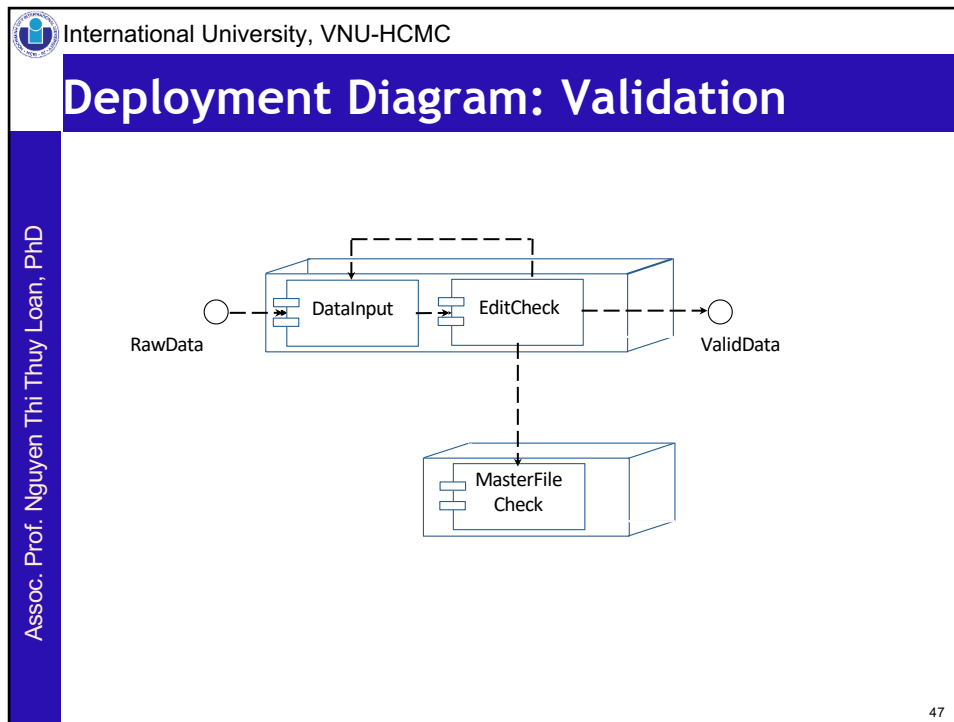 International University, VNU-HCMC
Deployment Diagram: Validation
Assoc. Prof. Nguyen Thi Thuy Loan, PhD
DataInput
EditCheck
RawData
ValidData
MasterFile
Check
47